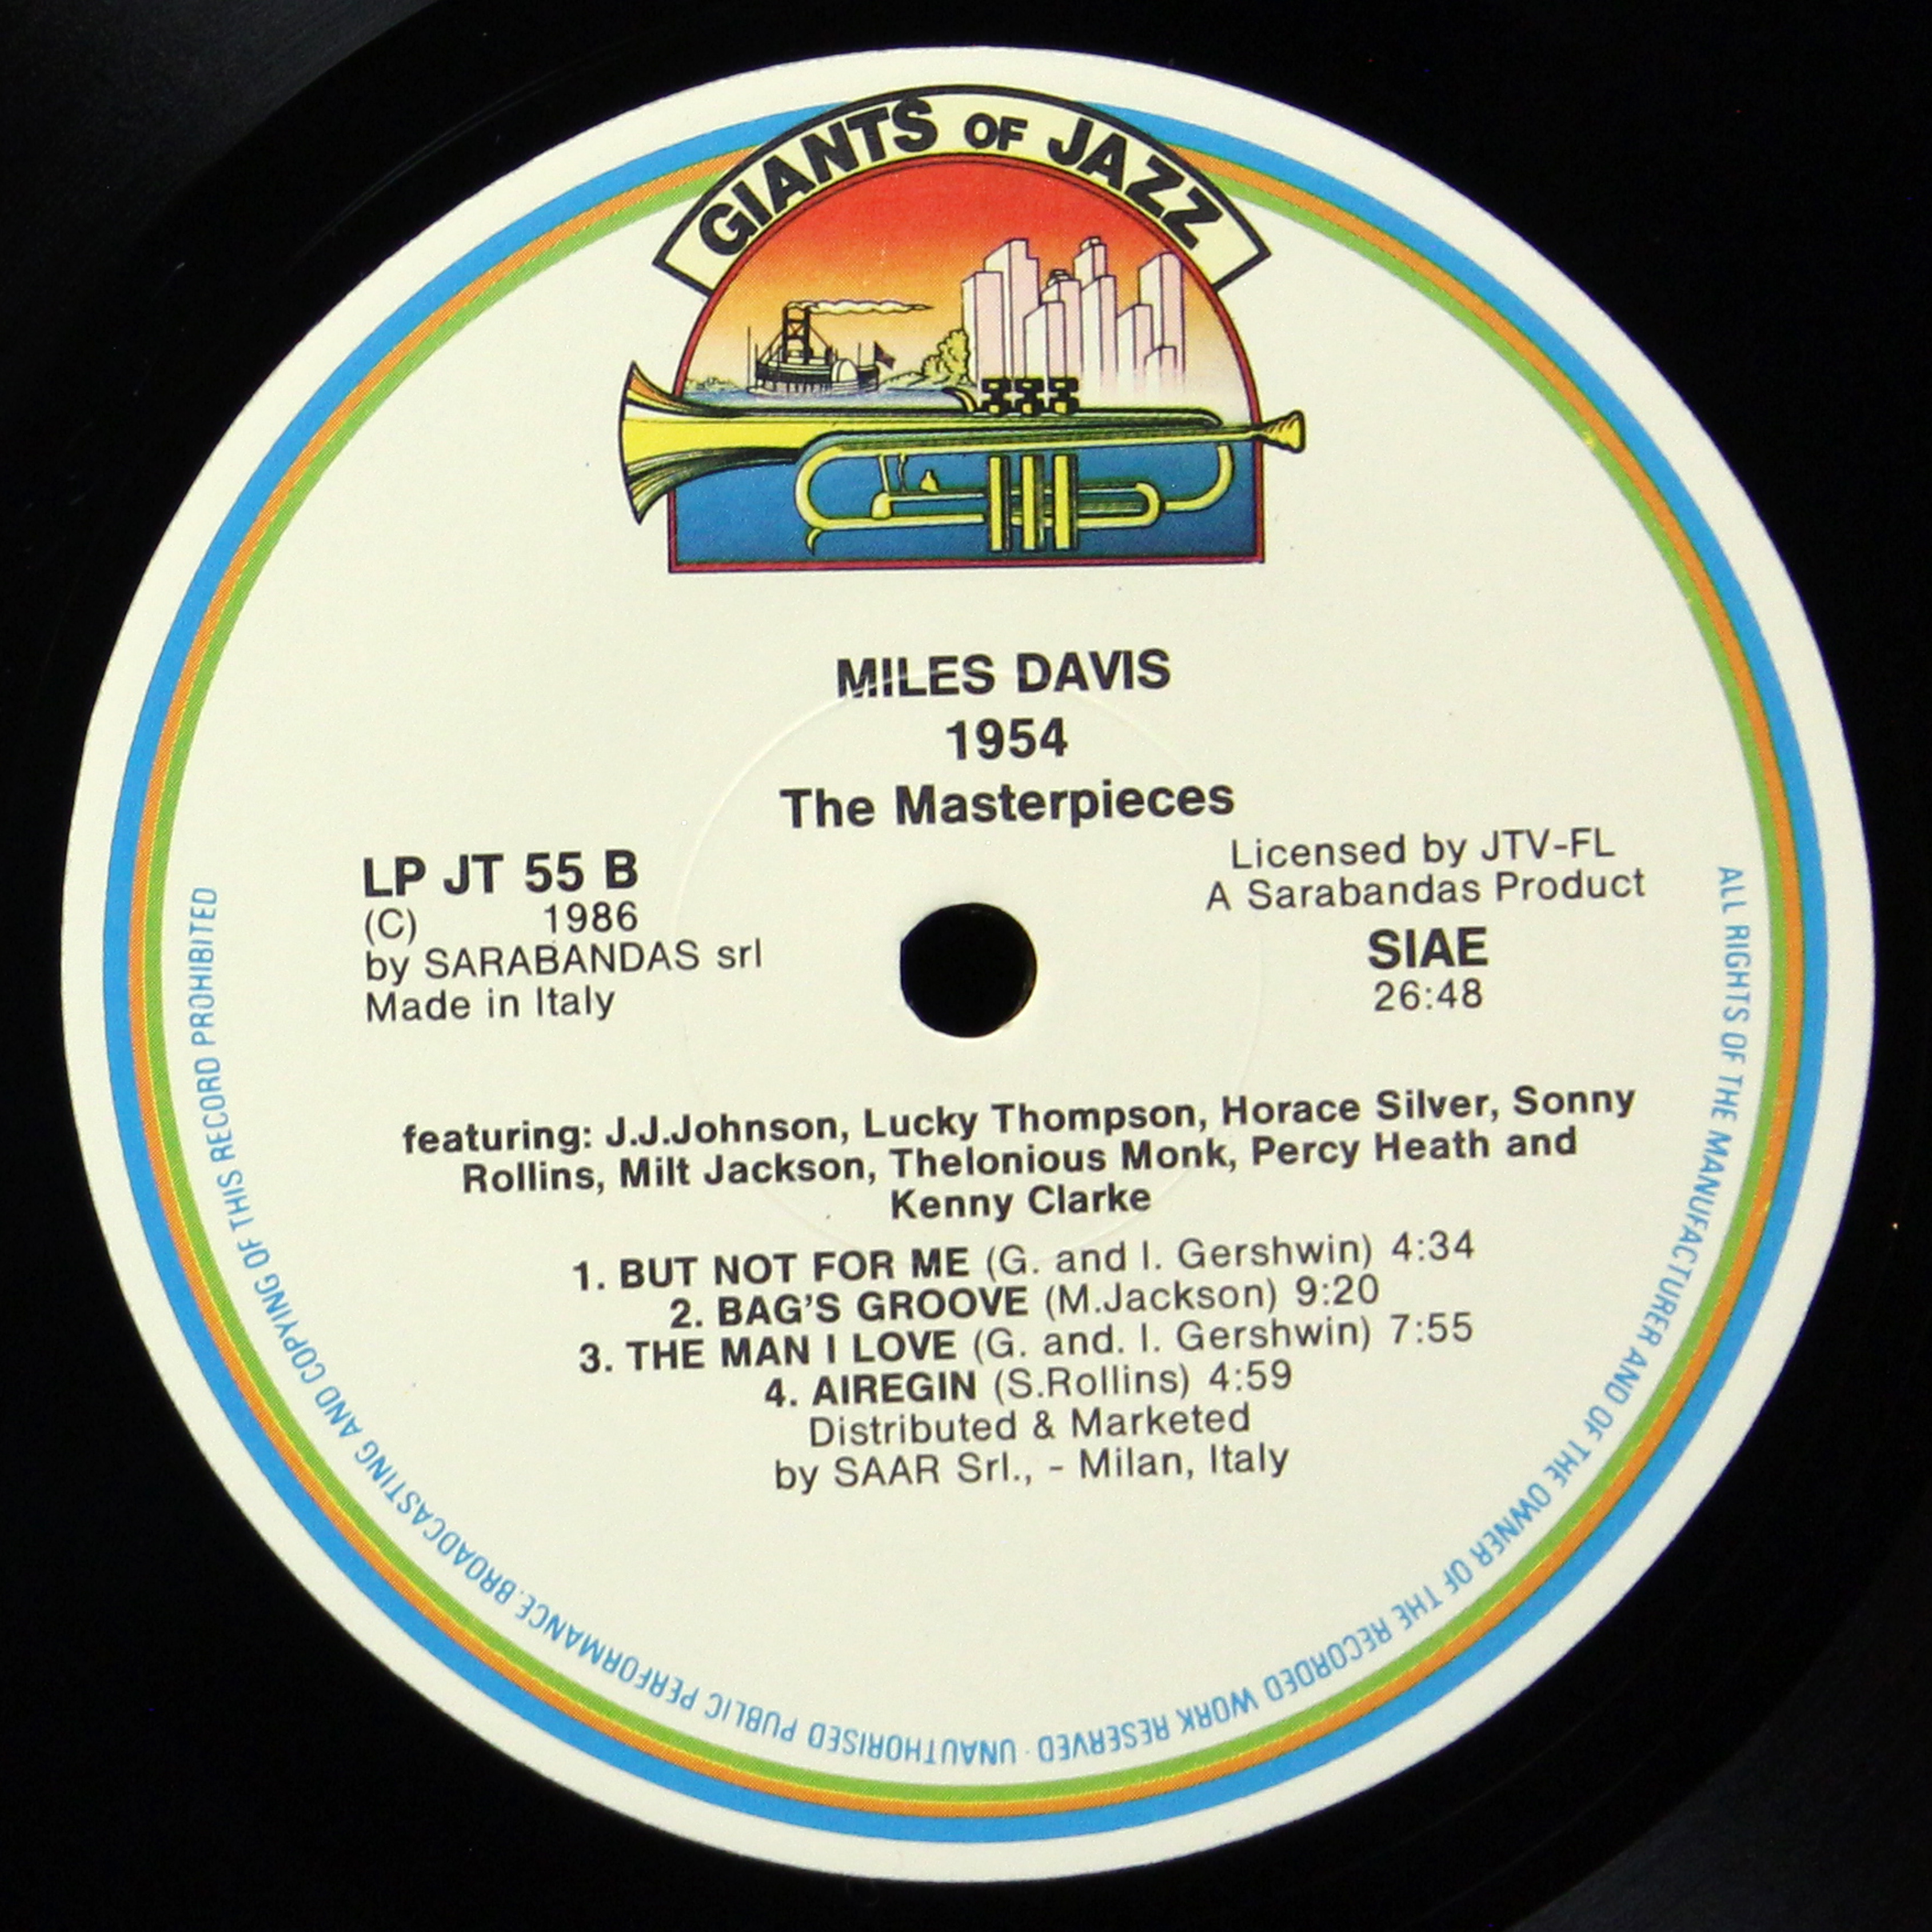 GIANTS OF JAZZ
MILES DAVIS
1954
The Masterpieces
LP JT 55 B
(C) 1986
by SARABANDAS srl
Made in Italy
Licensed by JTV-FL
A Sarabandas Product
SIAE
26:48
featuring: J.J.Johnson, Lucky Thompson, Horace Silver, Sonny
Rollins, Milt Jackson, Thelonious Monk, Percy Heath and
Kenny Clarke
1. BUT NOT FOR ME (G. and I. Gershwin) 4:34
2. BAG'S GROOVE (M.Jackson) 9:20
3. THE MAN I LOVE (G. and. I. Gershwin) 7:55
4. AIREGIN (S.Rollins) 4:59
Distributed & Marketed
by SAAR Srl., - Milan, Italy
ALL RIGHTS OF THE MANUFACTURER AND OF THE OWNER OF THE RECORDED WORK RESERVED · UNAUTHORISED PUBLIC PERFORMANCE.BROADCASTING AND COPYING OF THIS RECORD PROHIBITED